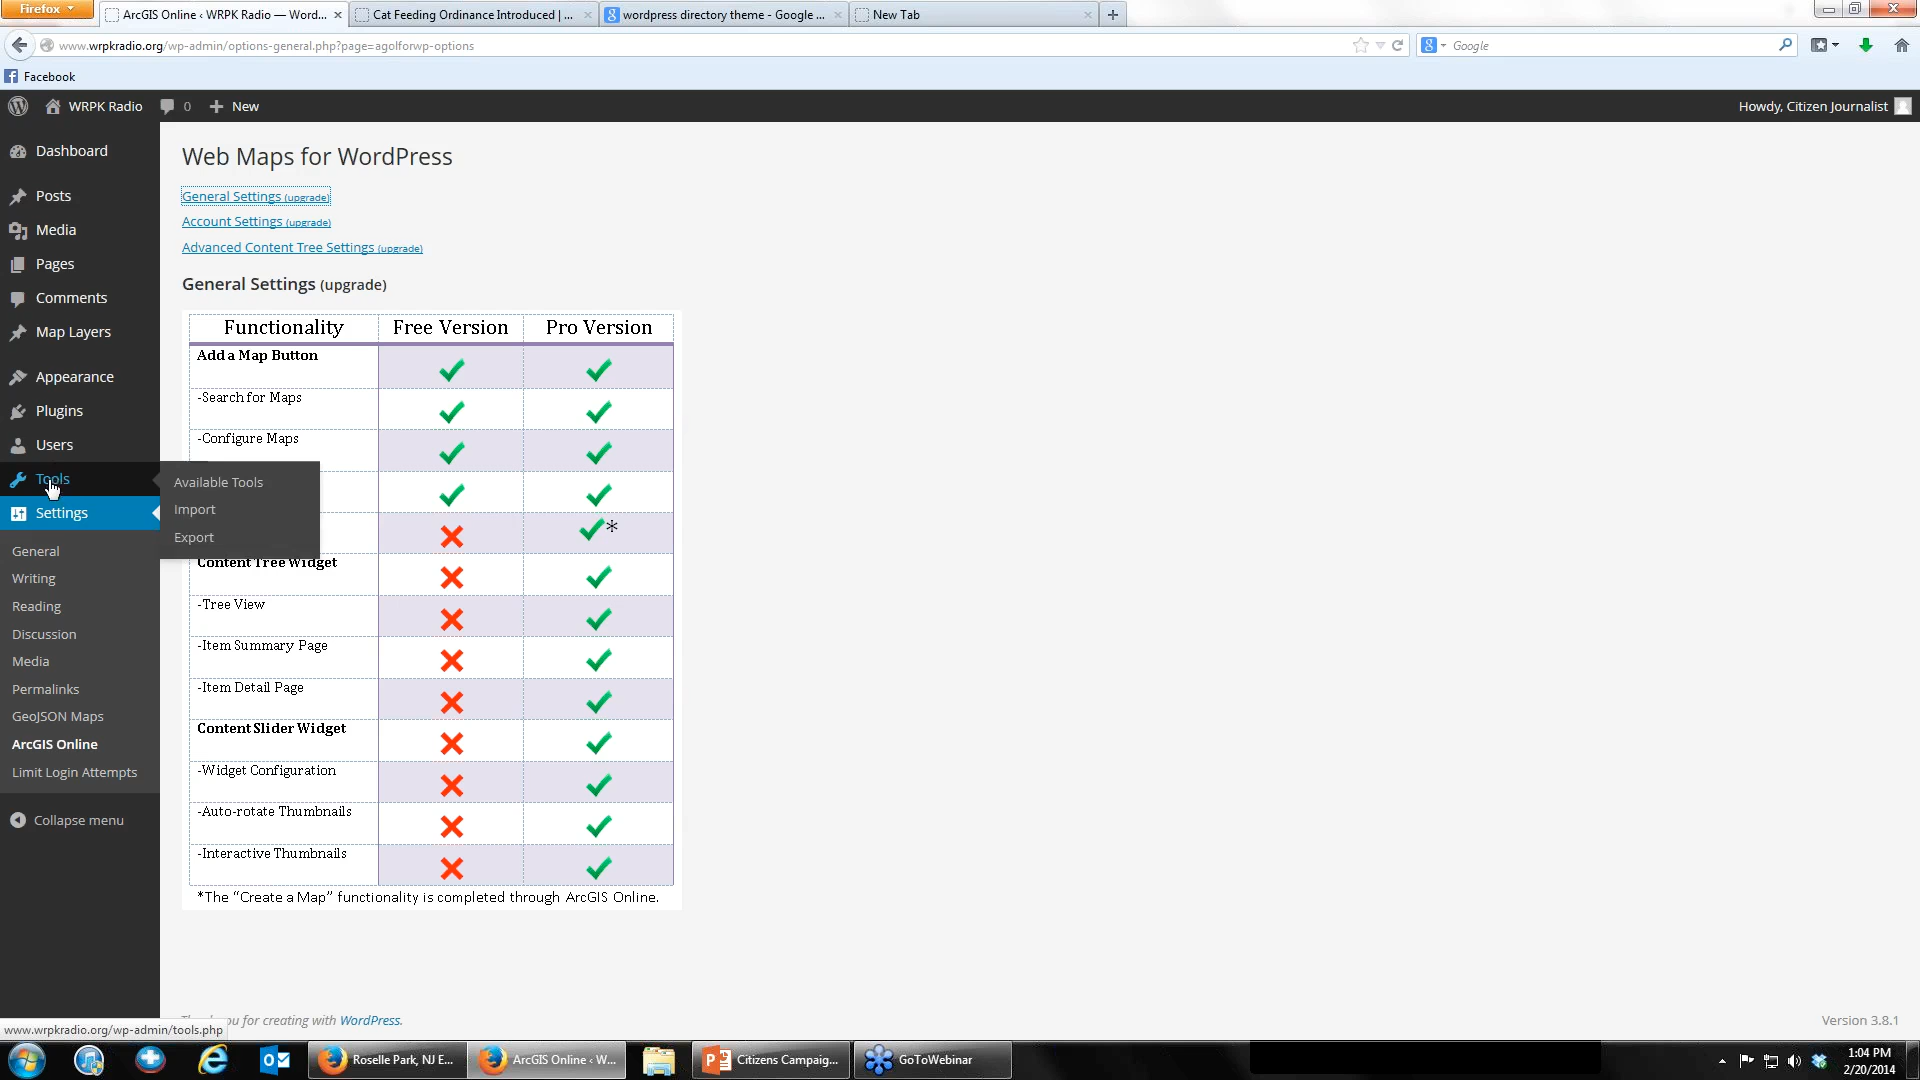 Firefox
ArcGIS Online ‹ WRPK Radio — Word...
Cat Feeding Ordinance Introduced | ...
wordpress directory theme - Google ...
New Tab
www.wrpkradio.org/wp-admin/options-general.php?page=agolforwp-options
Google
Facebook
WRPK Radio
0
New
Howdy, Citizen Journalist
Dashboard
Posts
Media
Pages
Comments
Map Layers
Appearance
Plugins
Users
Tools
Settings
General
Writing
Reading
Discussion
Media
Permalinks
GeoJSON Maps
ArcGIS Online
Limit Login Attempts
Collapse menu
Available Tools
Import
Export
Web Maps for WordPress
General Settings (upgrade)
Account Settings (upgrade)
Advanced Content Tree Settings (upgrade)
General Settings (upgrade)
Functionality Free Version Pro Version
Add a Map Button
-Search for Maps
-Configure Maps
*
Content Tree Widget
-Tree View
-Item Summary Page
-Item Detail Page
Content Slider Widget
-Widget Configuration
-Auto-rotate Thumbnails
-Interactive Thumbnails
*The “Create a Map” functionality is completed through ArcGIS Online.
for creating with WordPress.
Version 3.8.1
www.wrpkradio.org/wp-admin/tools.php
Roselle Park, NJ E...
ArcGIS Online ‹ W...
Citizens Campaig...
GoToWebinar
1:04 PM
2/20/2014